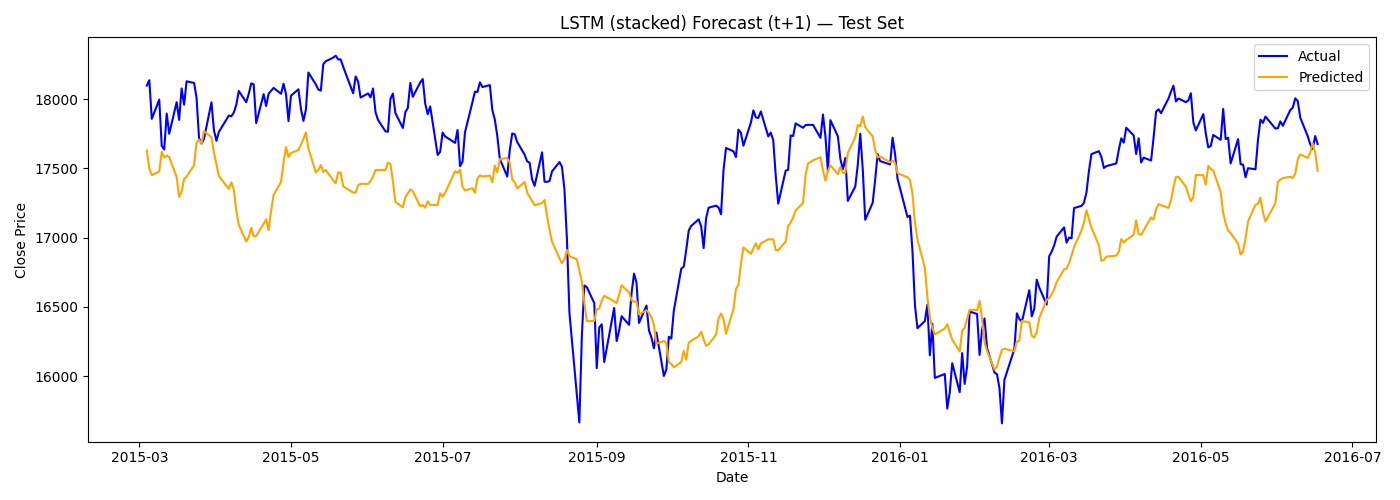 LSTM (stacked) Forecast (t+1) — Test Set
Actual
Predicted
Close Price
18000
17500
17000
16500
16000
2015-03
2015-05
2015-07
2015-09
2015-11
2016-01
2016-03
2016-05
2016-07
Date